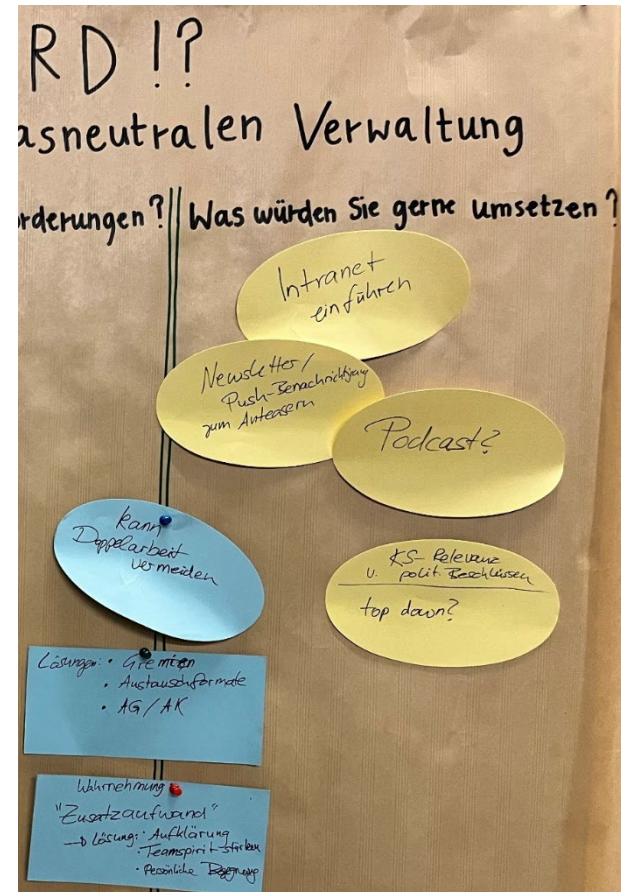 RD!?
asneutralen Verwaltung
rderungen?
Was würden Sie gerne umsetzen?
Intranet
einführen
Newsletter/
Push-Benachrichtigung
zum Anteasern
Podcast?
KS-Relevanz
v. polit. Beschlüssen
top down?
kann
Doppelarbeit
vermeiden
Lösungen: • Gremien
• Austauschformate
• AG/AK
Wahrnehmung
"Zusatzaufwand"
→ Lösung: • Aufklärung
• Teamspirit stärken
• Persönliche Begegnung